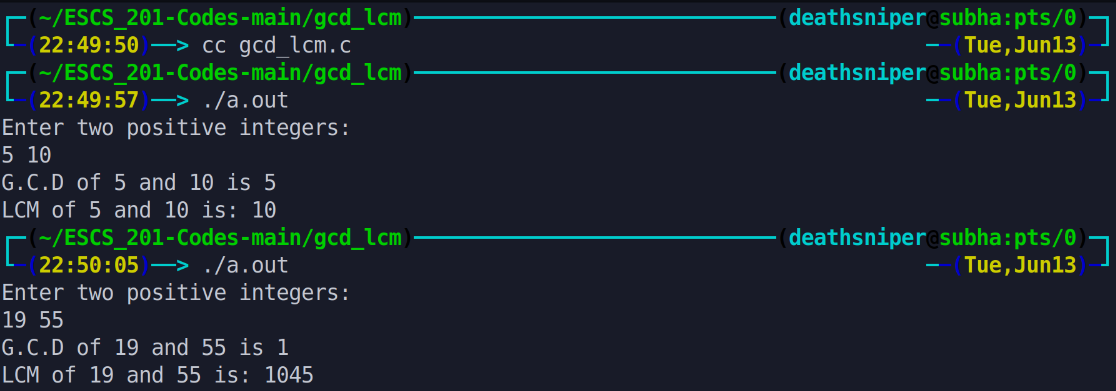 (~/ESCS_201-Codes-main/gcd_lcm) (deathsniper@subha:pts/0)
(22:49:50)──> cc gcd_lcm.c (Tue,Jun13)
(~/ESCS_201-Codes-main/gcd_lcm) (deathsniper@subha:pts/0)
(22:49:57)──> ./a.out (Tue,Jun13)
Enter two positive integers:
5 10
G.C.D of 5 and 10 is 5
LCM of 5 and 10 is: 10
(~/ESCS_201-Codes-main/gcd_lcm) (deathsniper@subha:pts/0)
(22:50:05)──> ./a.out (Tue,Jun13)
Enter two positive integers:
19 55
G.C.D of 19 and 55 is 1
LCM of 19 and 55 is: 1045